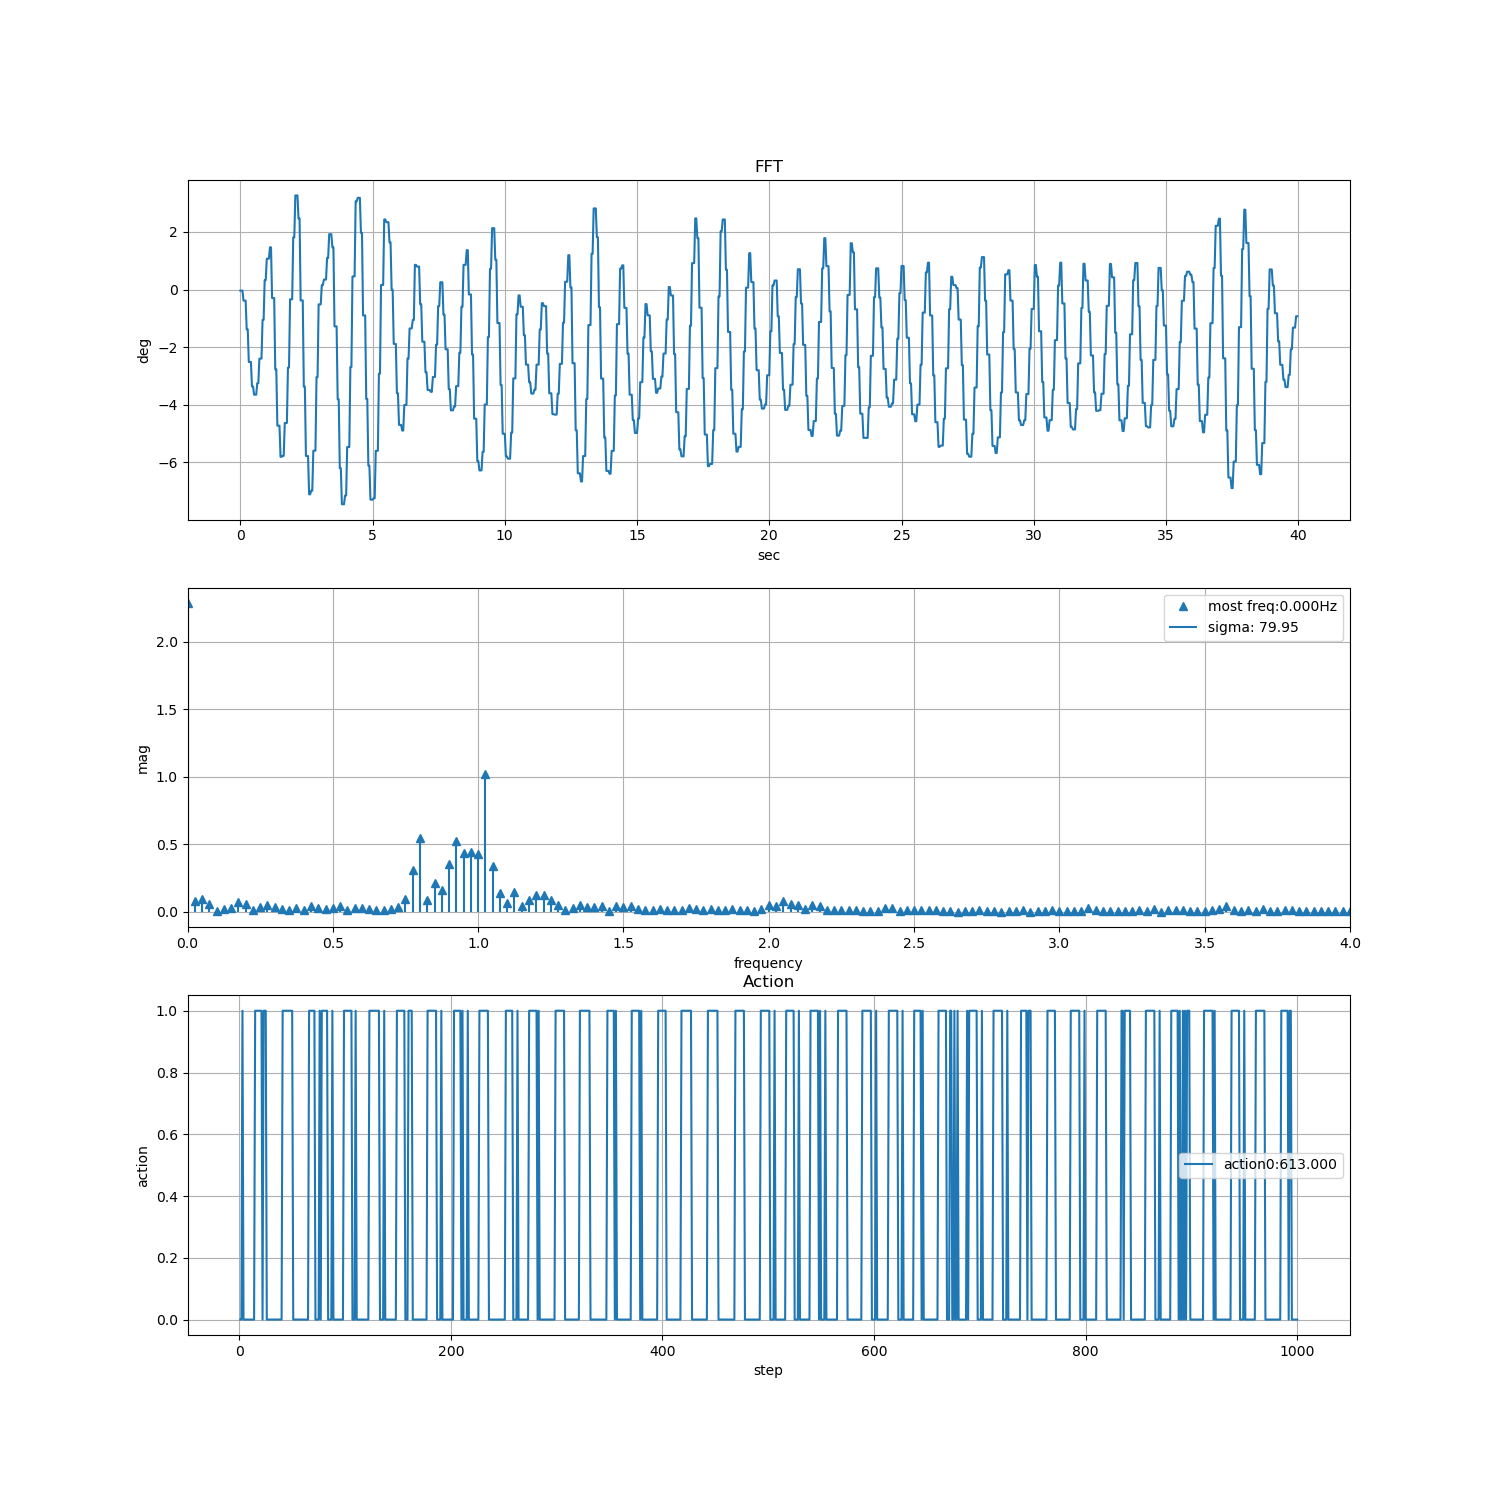 FFT
2
0
−2
−4
−6
deg
0 5 10 15 20 25 30 35 40
sec
most freq:0.000Hz
sigma: 79.95
2.0
1.5
1.0
0.5
0.0
mag
0.0 0.5 1.0 1.5 2.0 2.5 3.0 3.5 4.0
frequency
Action
1.0
0.8
0.6
0.4
0.2
0.0
action
action0:613.000
0 200 400 600 800 1000
step